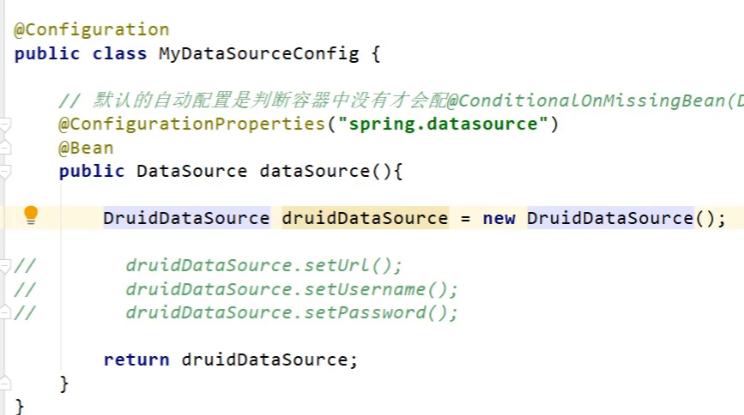 @Configuration
public class MyDataSourceConfig {
// 默认的自动配置是判断容器中没有才会配@ConditionalOnMissingBean(D
@ConfigurationProperties("spring.datasource")
@Bean
public DataSource dataSource(){
DruidDataSource druidDataSource = new DruidDataSource();
// druidDataSource.setUrl();
// druidDataSource.setUsername();
// druidDataSource.setPassword();
return druidDataSource;
}
}